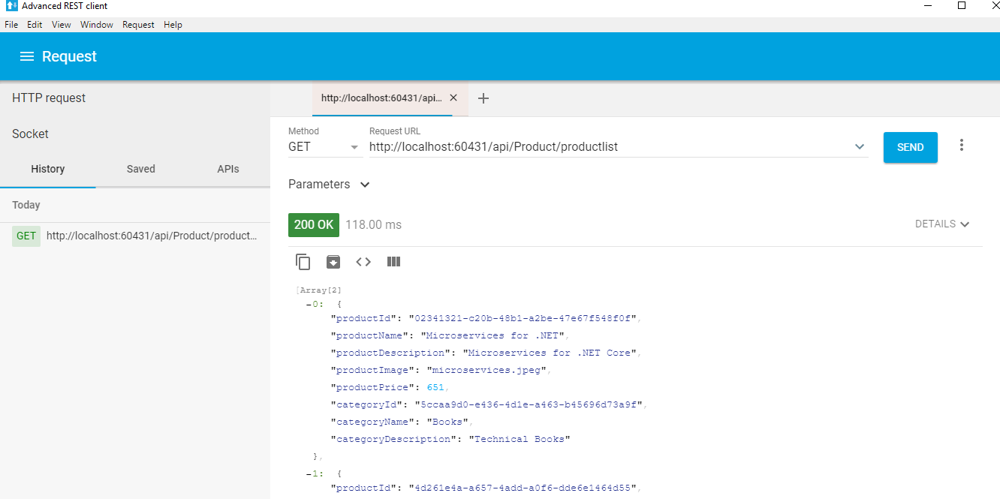 Advanced REST client
File Edit View Window Request Help
Request
HTTP request
Socket
History Saved APIs
Today
GET http://localhost:60431/api/Product/product...
http://localhost:60431/api...
Method
GET
Request URL
http://localhost:60431/api/Product/productlist
SEND
Parameters
200 OK 118.00 ms
DETAILS
[Array[2]
-0: {
"productId": "02341321-c20b-48b1-a2be-47e67f548f0f",
"productName": "Microservices for .NET",
"productDescription": "Microservices for .NET Core",
"productImage": "microservices.jpeg",
"productPrice": 651,
"categoryId": "5ccaa9d0-e436-4d1e-a463-b45696d73a9f",
"categoryName": "Books",
"categoryDescription": "Technical Books"
},
-1: {
"productId": "4d261e4a-a657-4add-a0f6-dde6e1464d55",